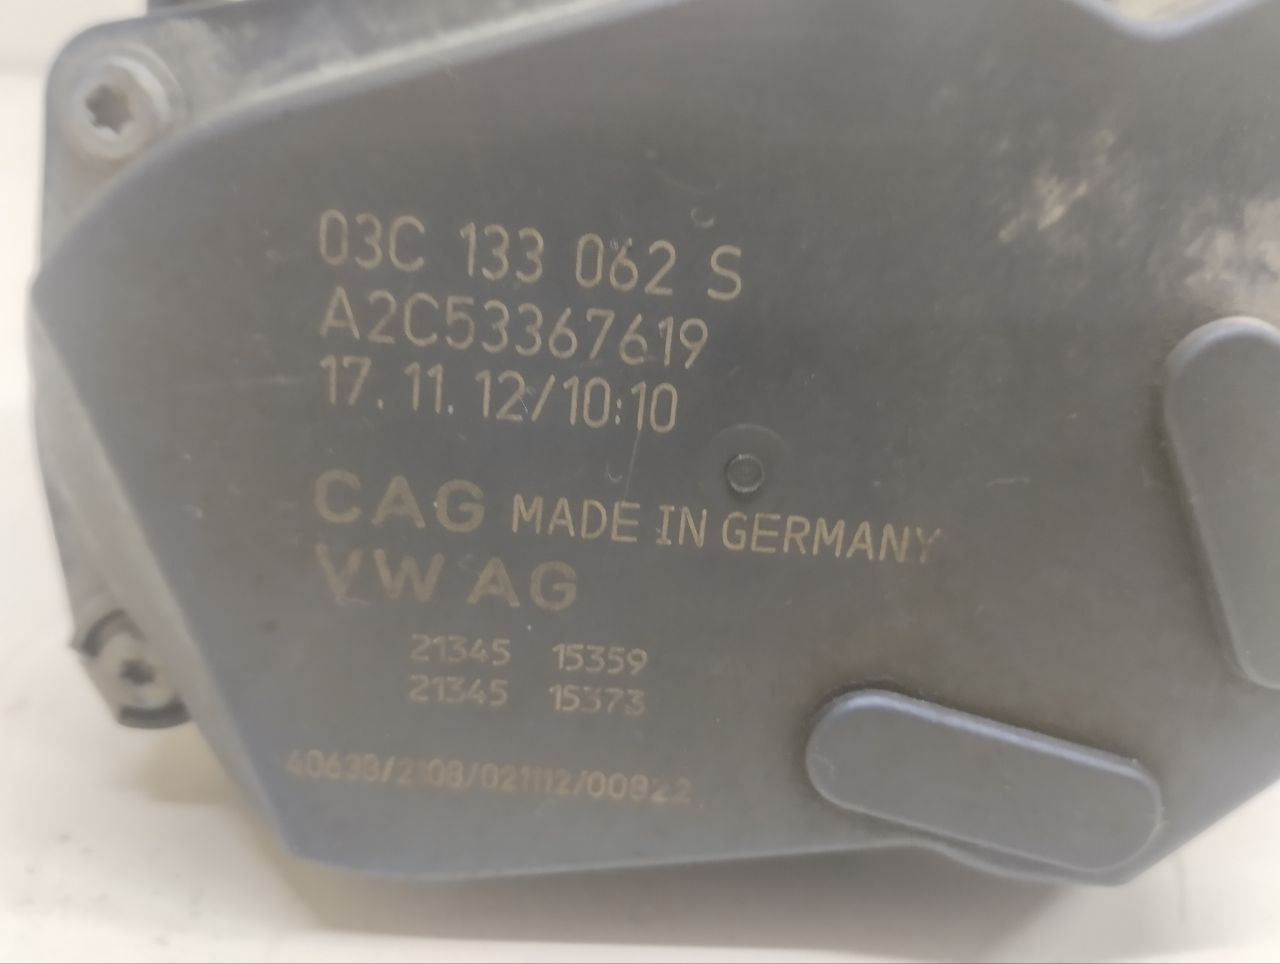 03C 133 062 S
A2C53367619
17.11.12/10:10
CAG MADE IN GERMANY
VW AG
21345 15359
21345 15373
40638/2108/021112/00822